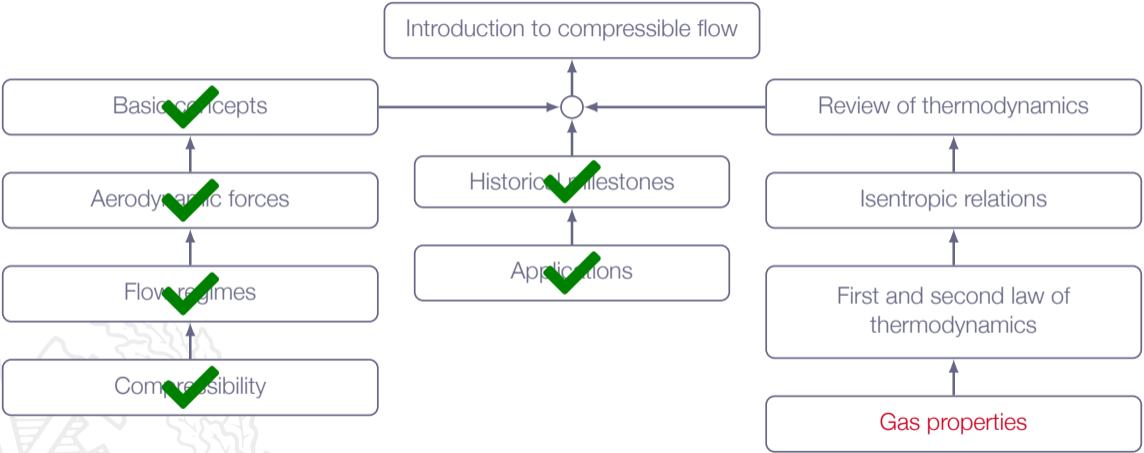 Introduction to compressible flow
Basic concepts
Review of thermodynamics
Historical milestones
Aerodynamic forces
Isentropic relations
Applications
Flow regimes
First and second law of
thermodynamics
Compressibility
Gas properties